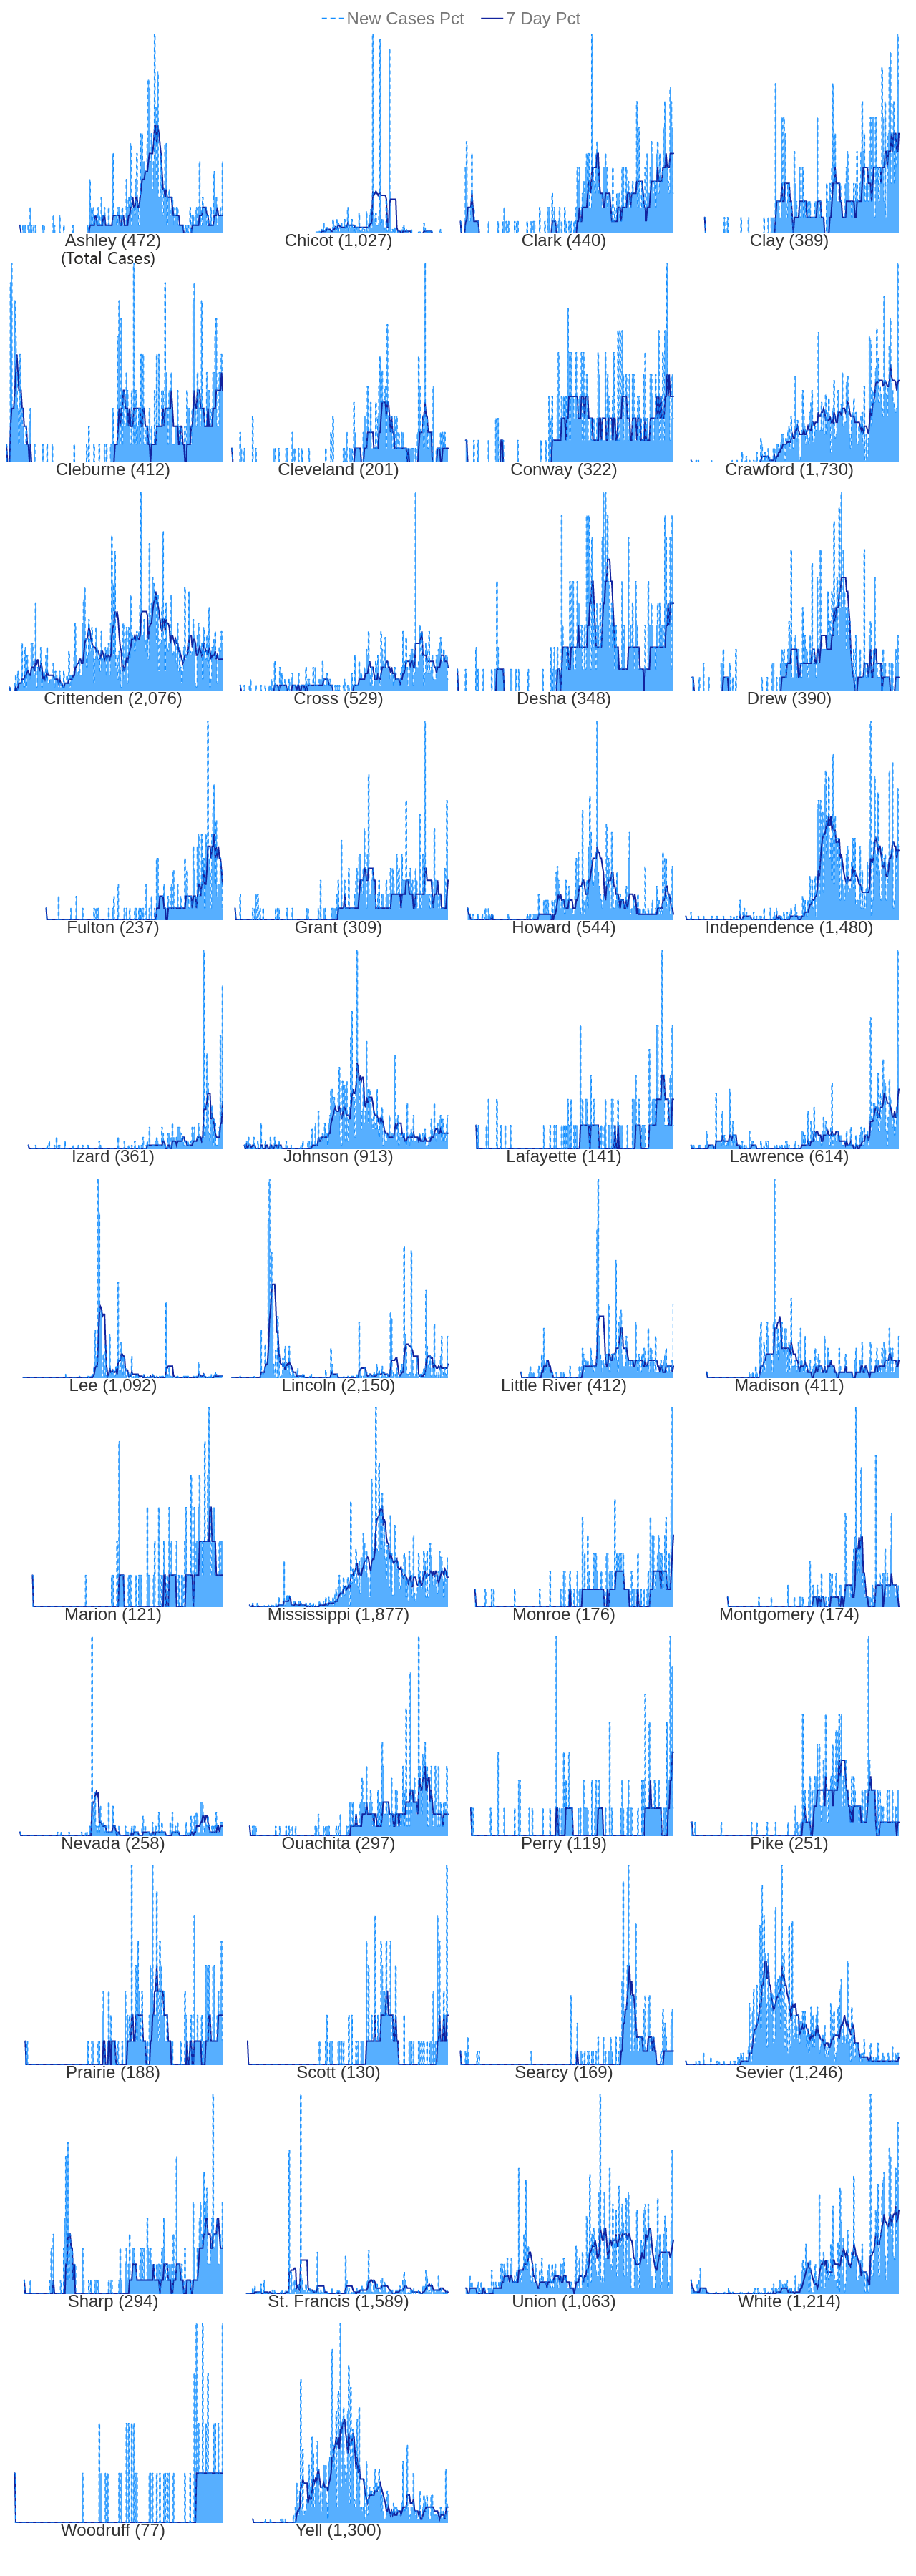 New Cases Pct 7 Day Pct
Ashley (472) Chicot (1,027) Clark (440) Clay (389)
(Total Cases)
Cleburne (412) Cleveland (201) Conway (322) Crawford (1,730)
Crittenden (2,076) Cross (529) Desha (348) Drew (390)
Fulton (237) Grant (309) Howard (544) Independence (1,480)
Izard (361) Johnson (913) Lafayette (141) Lawrence (614)
Lee (1,092) Lincoln (2,150) Little River (412) Madison (411)
Marion (121) Mississippi (1,877) Monroe (176) Montgomery (174)
Nevada (258) Ouachita (297) Perry (119) Pike (251)
Prairie (188) Scott (130) Searcy (169) Sevier (1,246)
Sharp (294) St. Francis (1,589) Union (1,063) White (1,214)
Woodruff (77) Yell (1,300)